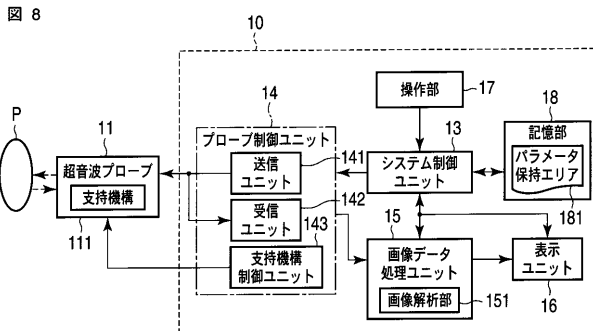 図 8
10
操作部
17
14
プローブ制御ユニット
13
18
記憶部
パラメータ
保持エリア
181
P
11
超音波プローブ
支持機構
111
送信
ユニット
141
システム制御
ユニット
142
受信
ユニット
143
支持機構
制御ユニット
15
画像データ
処理ユニット
画像解析部
151
表示
ユニット
16